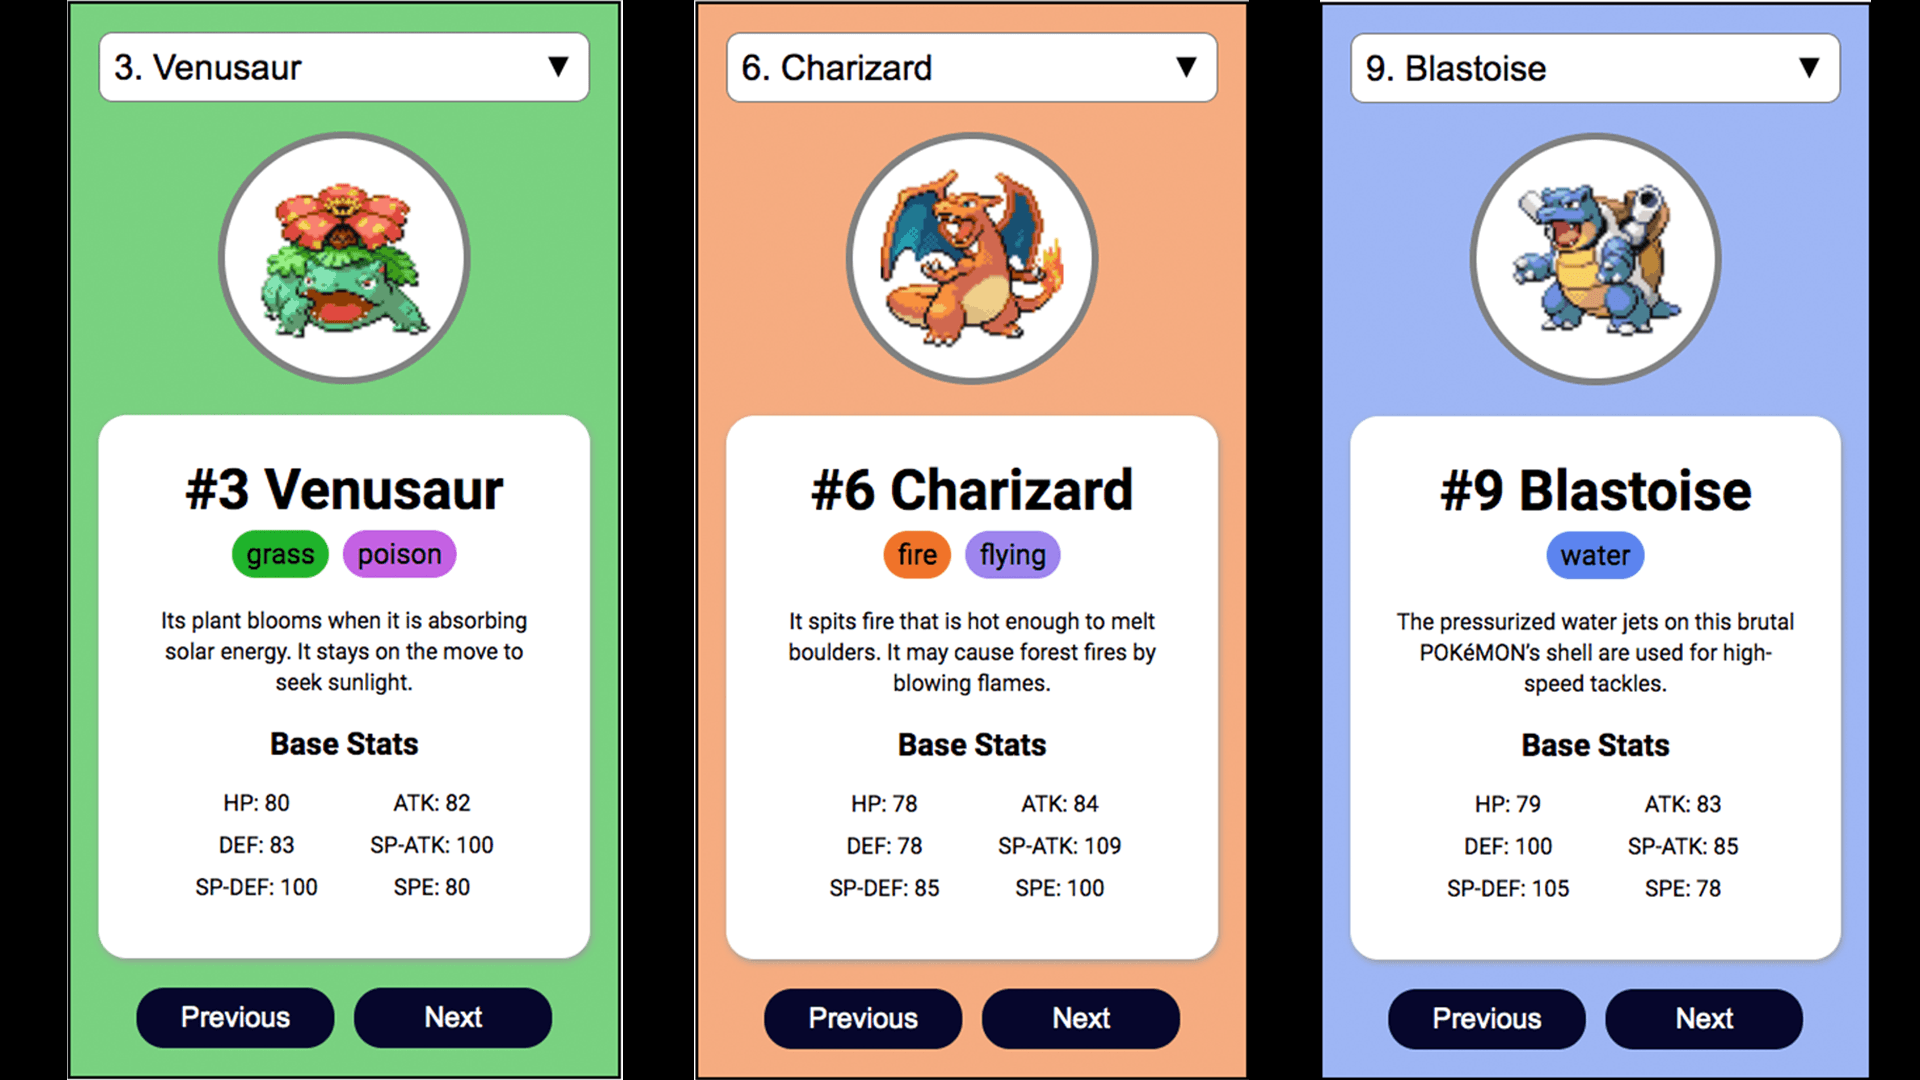 3. Venusaur ▼
#3 Venusaur
grass poison
Its plant blooms when it is absorbing
solar energy. It stays on the move to
seek sunlight.
Base Stats
HP: 80 ATK: 82
DEF: 83 SP-ATK: 100
SP-DEF: 100 SPE: 80
Previous Next
6. Charizard ▼
#6 Charizard
fire flying
It spits fire that is hot enough to melt
boulders. It may cause forest fires by
blowing flames.
Base Stats
HP: 78 ATK: 84
DEF: 78 SP-ATK: 109
SP-DEF: 85 SPE: 100
Previous Next
9. Blastoise ▼
#9 Blastoise
water
The pressurized water jets on this brutal
POKéMON’s shell are used for high-
speed tackles.
Base Stats
HP: 79 ATK: 83
DEF: 100 SP-ATK: 85
SP-DEF: 105 SPE: 78
Previous Next